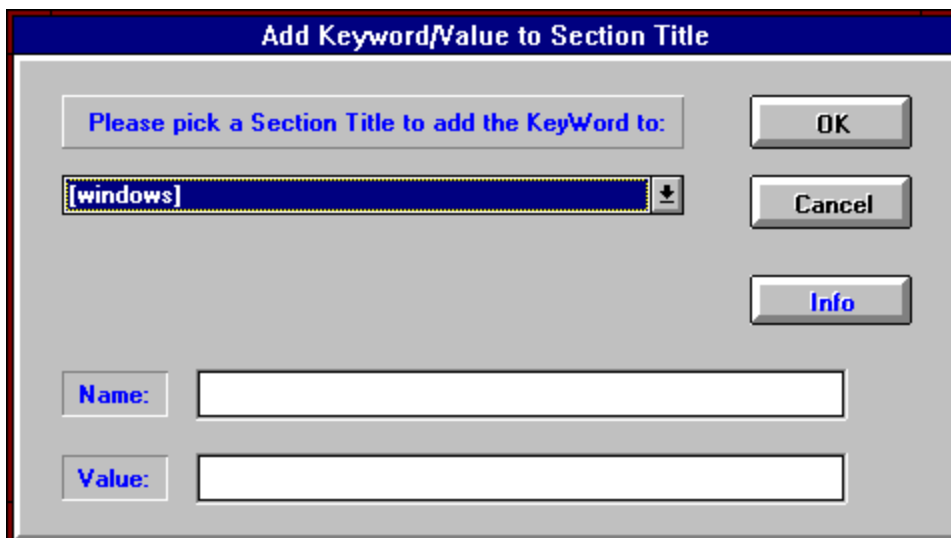 Add Keyword/Value to Section Title
Please pick a Section Title to add the KeyWord to:
OK
[windows]
Cancel
Info
Name:
Value: